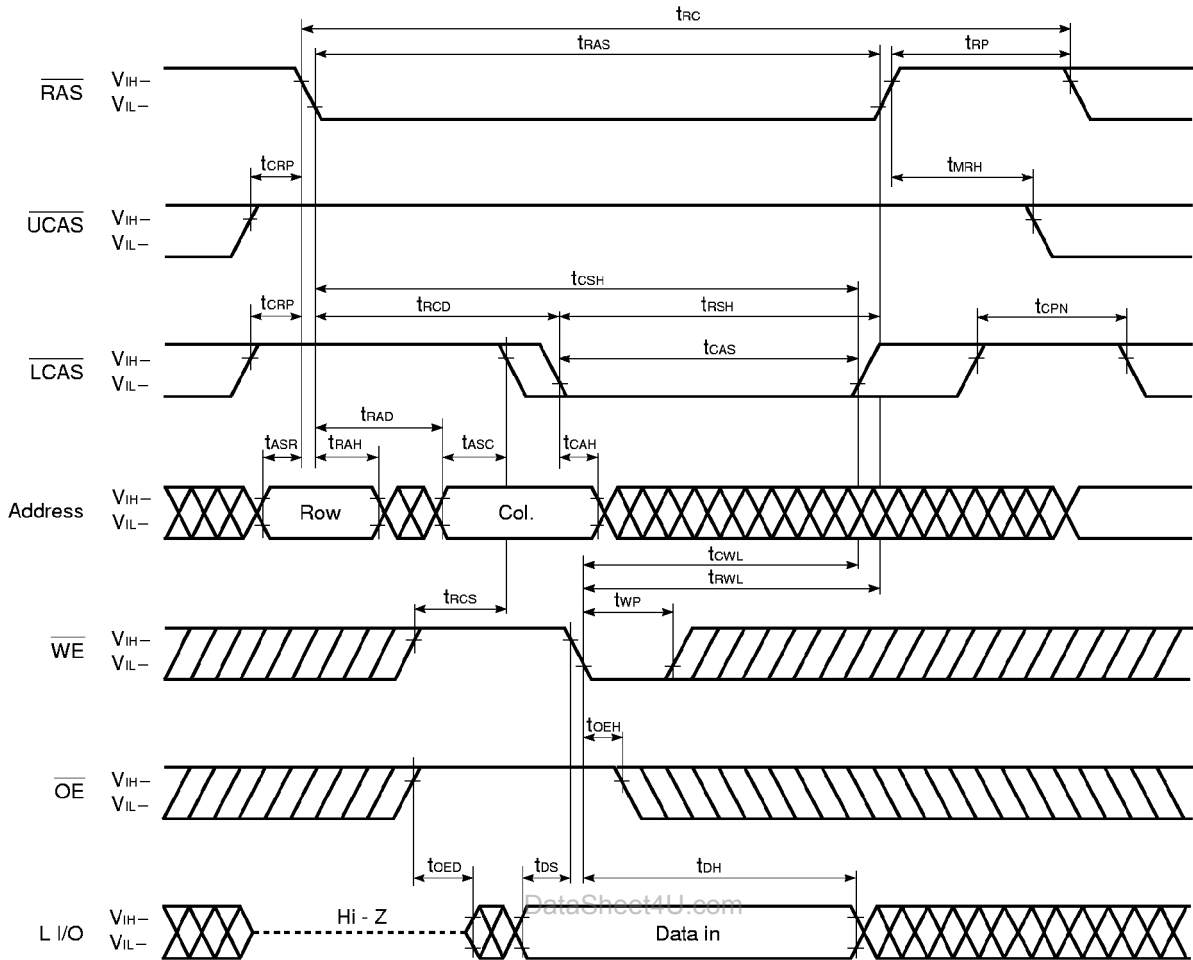 tRC
tRAS tRP
RAS VIH–
VIL–
tCRP tMRH
UCAS VIH–
VIL–
tCSH
tCRP tRCD tRSH tCPN
LCAS VIH– tCAS
VIL–
tRAD
tASR tRAH tASC tCAH
Address VIH–
VIL– Row Col.
tCWL
tRWL
tRCS tWP
WE VIH–
VIL–
tOEH
OE VIH–
VIL–
tOED tDS tDH
DataSheet4U.com
L I/O VIH– Hi - Z
VIL– Data in